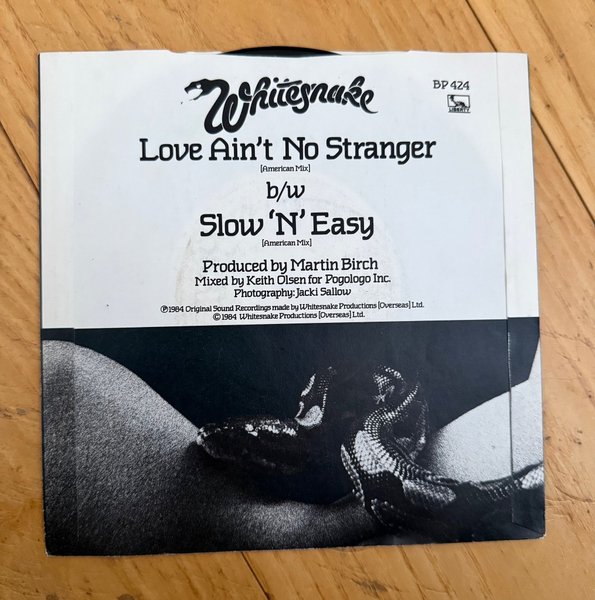 Whitesnake
BP 424
LIBERTY
Love Ain't No Stranger
[American Mix]
b/w
Slow 'N' Easy
[American Mix]
Produced by Martin Birch
Mixed by Keith Olsen for Pogologo Inc.
Photography: Jacki Sallow
℗1984 Original Sound Recordings made by Whitesnake Productions [Overseas] Ltd.
©1984 Whitesnake Productions [Overseas] Ltd.